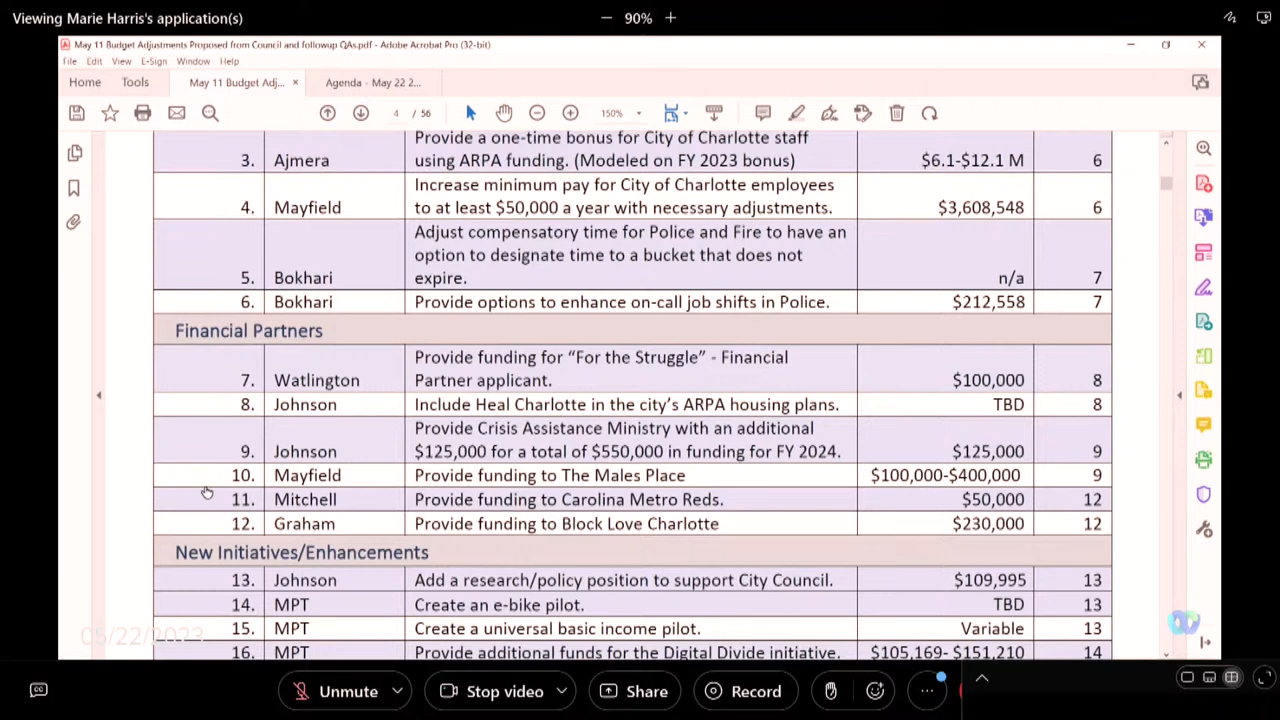 Viewing Marie Harris's application(s)
90%
May 11 Budget Adjustments Proposed from Council and followup QAs.pdf - Adobe Acrobat Pro (32-bit)
File Edit View E-Sign Window Help
Home Tools May 11 Budget Adj... × Agenda - May 22 2...
4 / 56 150%
Provide a one-time bonus for City of Charlotte staff
3. Ajmera using ARPA funding. (Modeled on FY 2023 bonus) $6.1-$12.1 M 6
Increase minimum pay for City of Charlotte employees
4. Mayfield to at least $50,000 a year with necessary adjustments. $3,608,548 6
Adjust compensatory time for Police and Fire to have an
option to designate time to a bucket that does not
5. Bokhari expire. n/a 7
6. Bokhari Provide options to enhance on-call job shifts in Police. $212,558 7
Financial Partners
Provide funding for “For the Struggle” - Financial
7. Watlington Partner applicant. $100,000 8
8. Johnson Include Heal Charlotte in the city’s ARPA housing plans. TBD 8
Provide Crisis Assistance Ministry with an additional
9. Johnson $125,000 for a total of $550,000 in funding for FY 2024. $125,000 9
10. Mayfield Provide funding to The Males Place $100,000-$400,000 9
11. Mitchell Provide funding to Carolina Metro Reds. $50,000 12
12. Graham Provide funding to Block Love Charlotte $230,000 12
New Initiatives/Enhancements
13. Johnson Add a research/policy position to support City Council. $109,995 13
14. MPT Create an e-bike pilot. TBD 13
15. MPT Create a universal basic income pilot. Variable 13
05/22/2023
16. MPT Provide additional funds for the Digital Divide initiative. $105,169- $151,210 14
Unmute Stop video Share Record